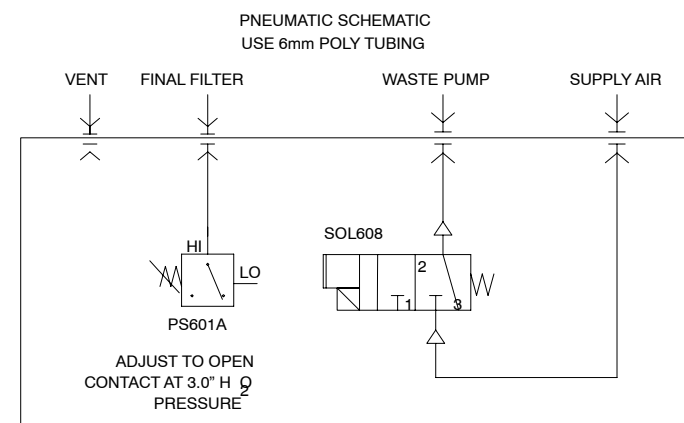 PNEUMATIC SCHEMATIC
USE 6mm POLY TUBING
VENT FINAL FILTER WASTE PUMP SUPPLY AIR
SOL608
HI
LO
2
1 3
PS601A
ADJUST TO OPEN
CONTACT AT 3.0” H2O
PRESSURE